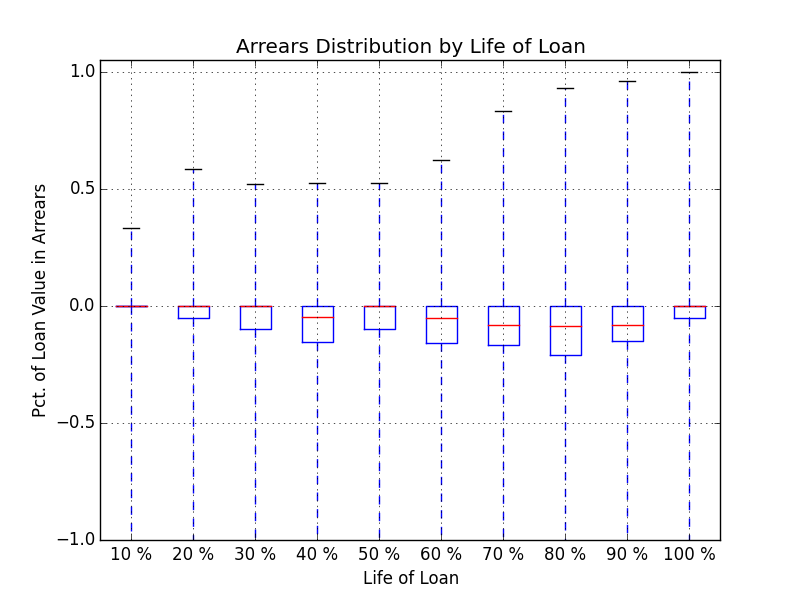 Arrears Distribution by Life of Loan
1.0
0.5
0.0
−0.5
−1.0
Pct. of Loan Value in Arrears
10 % 20 % 30 % 40 % 50 % 60 % 70 % 80 % 90 % 100 %
Life of Loan